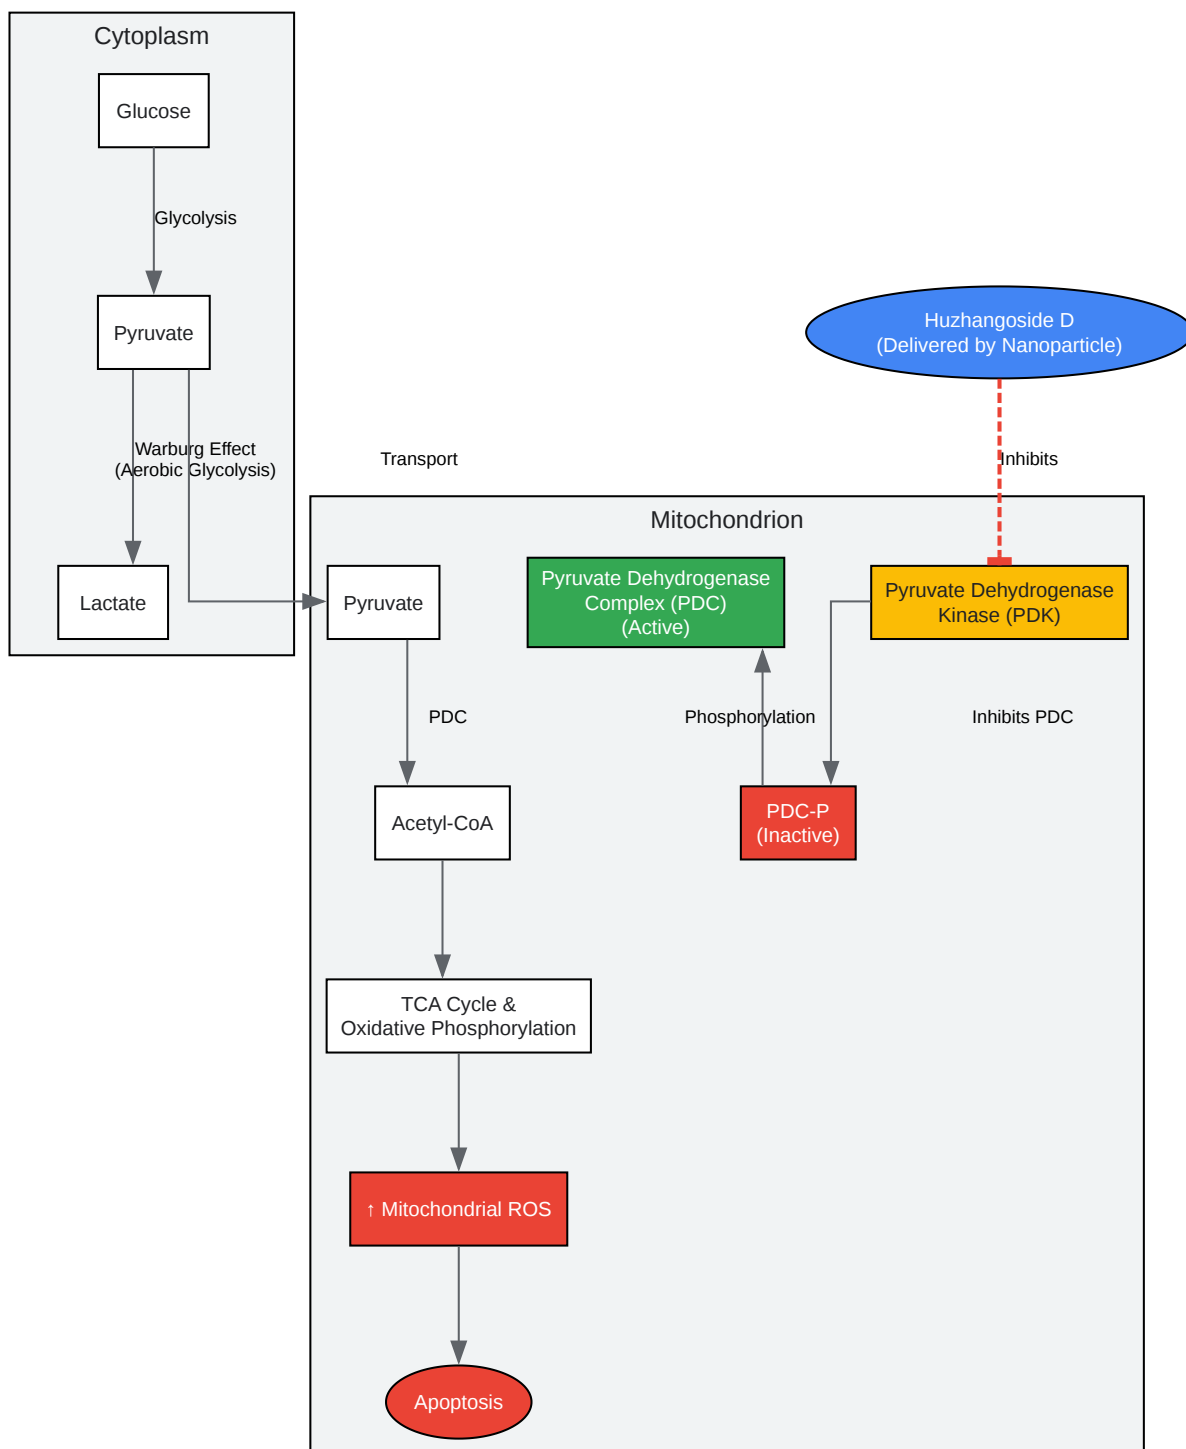 Cytoplasm
Glucose
Glycolysis
Pyruvate
Huzhangoside D
(Delivered by Nanoparticle)
Warburg Effect
(Aerobic Glycolysis)
Transport
Inhibits
Mitochondrion
Lactate
Pyruvate
Pyruvate Dehydrogenase
Complex (PDC)
(Active)
Pyruvate Dehydrogenase
Kinase (PDK)
PDC
Phosphorylation
Inhibits PDC
Acetyl-CoA
PDC-P
(Inactive)
TCA Cycle &
Oxidative Phosphorylation
↑ Mitochondrial ROS
Apoptosis